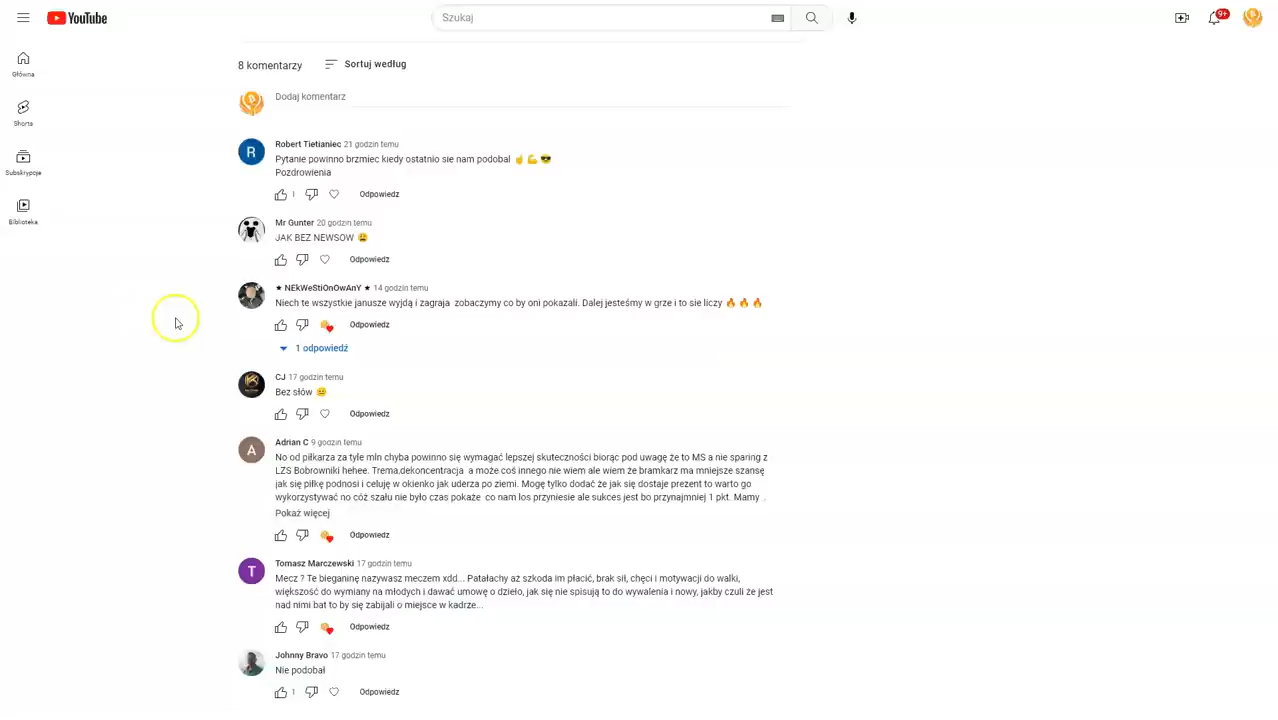 YouTube
Szukaj
9+
Główna
Shorts
Subskrypcje
Biblioteka
8 komentarzy
Sortuj według
Dodaj komentarz
R
Robert Tietianiec 21 godzin temu
Pytanie powinno brzmiec kiedy ostatnio sie nam podobal ☝️ 💪 😎
Pozdrowienia
1
Odpowiedz
Mr Gunter 20 godzin temu
JAK BEZ NEWSOW 😩
Odpowiedz
★ NEkWeStiOnOwAnY ★ 14 godzin temu
Niech te wszystkie janusze wyjdą i zagraja zobaczymy co by oni pokazali. Dalej jesteśmy w grze i to sie liczy 🔥 🔥 🔥
Odpowiedz
1 odpowiedź
CJ 17 godzin temu
Bez słów 😑
Odpowiedz
A
Adrian C 9 godzin temu
No od piłkarza za tyle mln chyba powinno się wymagać lepszej skuteczności biorąc pod uwagę że to MS a nie sparing z
LZS Bobrowniki hehee. Trema,dekoncentracja a może coś innego nie wiem ale wiem że bramkarz ma mniejsze szansę
jak się piłkę podnosi i celuję w okienko jak uderza po ziemi. Mogę tylko dodać że jak się dostaje prezent to warto go
wykorzystywać no cóż szału nie było czas pokaże co nam los przyniesie ale sukces jest bo przynajmniej 1 pkt. Mamy ..
Pokaż więcej
Odpowiedz
T
Tomasz Marczewski 17 godzin temu
Mecz ? Te bieganinę nazywasz meczem xdd... Patałachy aż szkoda im płacić, brak sił, chęci i motywacji do walki,
większość do wymiany na młodych i dawać umowę o dzieło, jak się nie spisują to do wywalenia i nowy, jakby czuli że jest
nad nimi bat to by się zabijali o miejsce w kadrze...
Odpowiedz
Johnny Bravo 17 godzin temu
Nie podobał
1
Odpowiedz